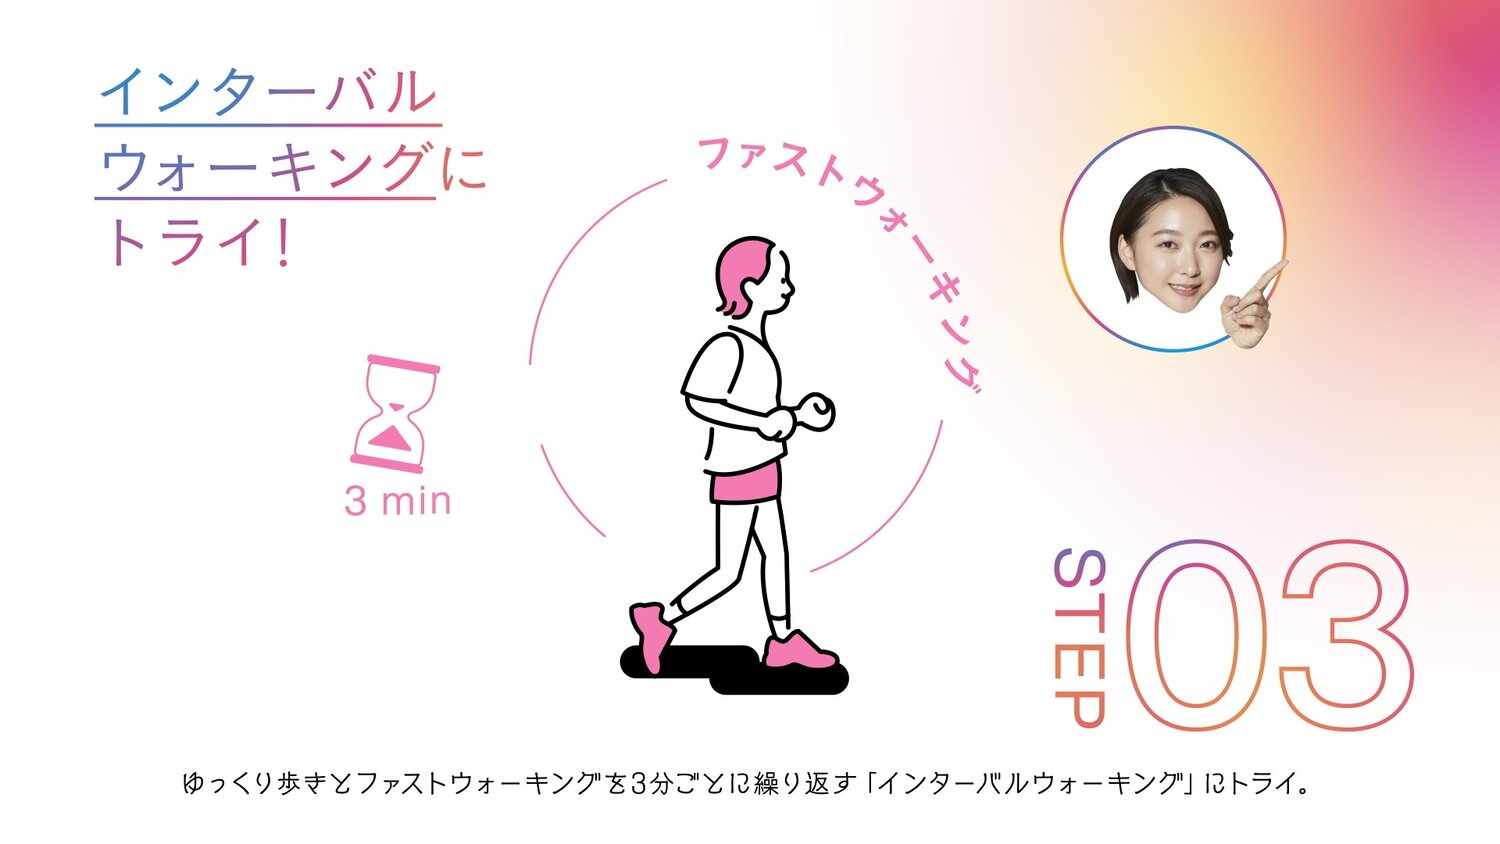 インターバル
ウォーキングに
トライ！
ファストウォーキング
3 min
STEP 03
ゆっくり歩きとファストウォーキングを3分ごとに繰り返す「インターバルウォーキング」にトライ。